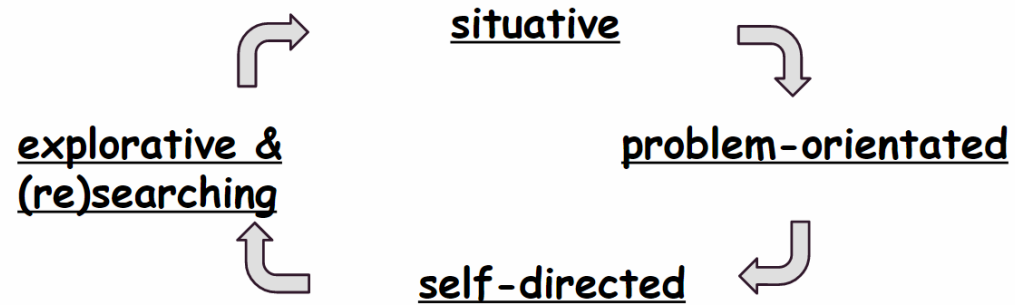 situative
explorative &
(re)searching
problem-orientated
self-directed